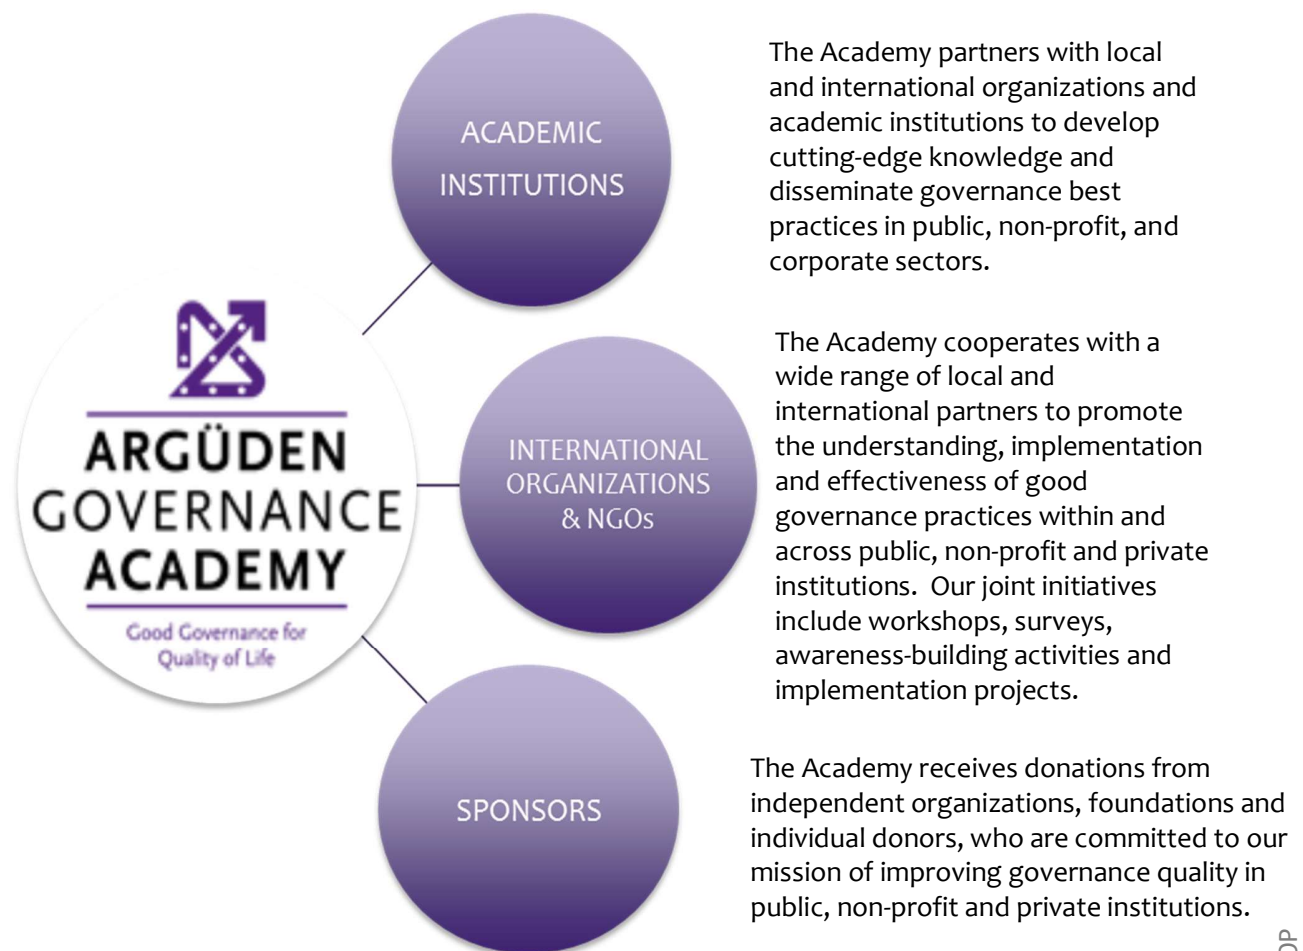 ACADEMIC
INSTITUTIONS
The Academy partners with local
and international organizations and
academic institutions to develop
cutting-edge knowledge and
disseminate governance best
practices in public, non-profit, and
corporate sectors.
ARGÜDEN
GOVERNANCE
ACADEMY
Good Governance for
Quality of Life
INTERNATIONAL
ORGANIZATIONS
& NGOs
The Academy cooperates with a
wide range of local and
international partners to promote
the understanding, implementation
and effectiveness of good
governance practices within and
across public, non-profit and private
institutions.  Our joint initiatives
include workshops, surveys,
awareness-building activities and
implementation projects.
SPONSORS
The Academy receives donations from
independent organizations, foundations and
individual donors, who are committed to our
mission of improving governance quality in
public, non-profit and private institutions.